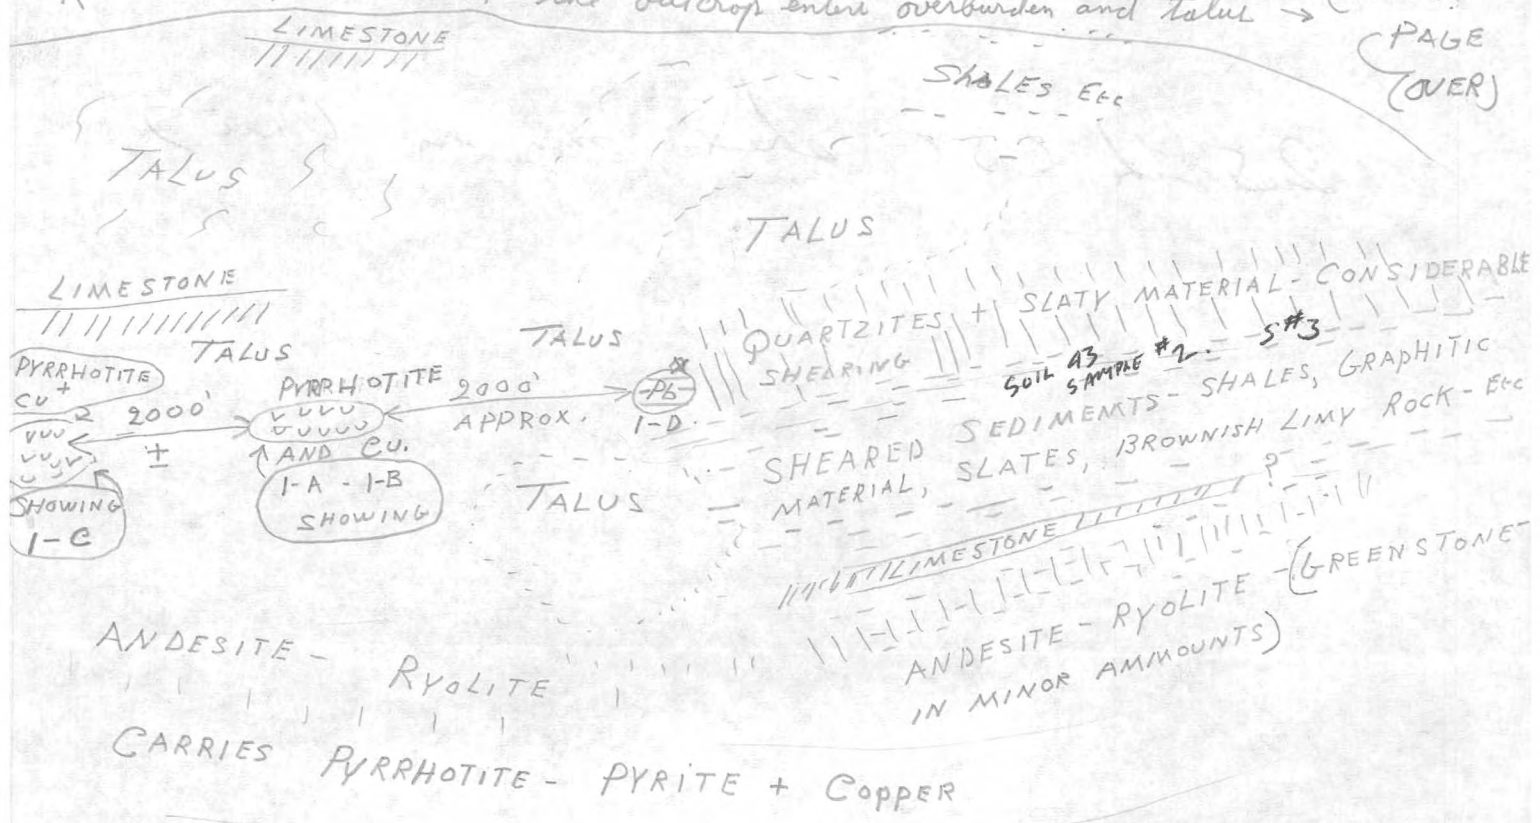 the outcrop enters overburden and talus →
PAGE
(OVER)
LIMESTONE
SHALES Etc
TALUS
TALUS
LIMESTONE
TALUS
TALUS
QUARTZITES + SLATY MATERIAL - CONSIDERABLE
SHEARING
SOIL
SAMPLE #2.
S#3
PYRRHOTITE
+
CU
2000'
±
PYRRHOTITE
AND CU.
2000'
APPROX.
Pb
1-D.
1-A - 1-B
SHOWING
SHOWING
1-C
TALUS
SHEARED SEDIMENTS - SHALES, GRAPHITIC
MATERIAL, SLATES, BROWNISH LIMY ROCK - Etc
LIMESTONE
?
ANDESITE - RYOLITE - (GREENSTONE -
IN MINOR AMMOUNTS)
ANDESITE - RYOLITE
CARRIES PYRRHOTITE - PYRITE + COPPER